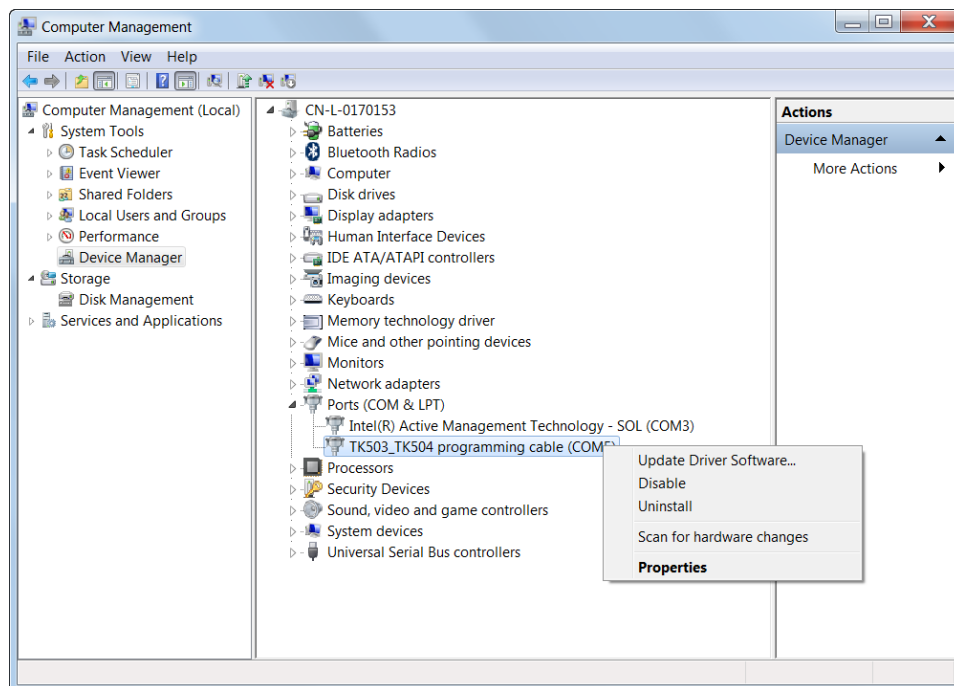 Computer Management
File Action View Help
Computer Management (Local)
System Tools
Task Scheduler
Event Viewer
Shared Folders
Local Users and Groups
Performance
Device Manager
Storage
Disk Management
Services and Applications
CN-L-0170153
Batteries
Bluetooth Radios
Computer
Disk drives
Display adapters
Human Interface Devices
IDE ATA/ATAPI controllers
Imaging devices
Keyboards
Memory technology driver
Mice and other pointing devices
Monitors
Network adapters
Ports (COM & LPT)
Intel(R) Active Management Technology - SOL (COM3)
TK503_TK504 programming cable (COM5)
Processors
Security Devices
Sound, video and game controllers
System devices
Universal Serial Bus controllers
Update Driver Software...
Disable
Uninstall
Scan for hardware changes
Properties
Actions
Device Manager
More Actions